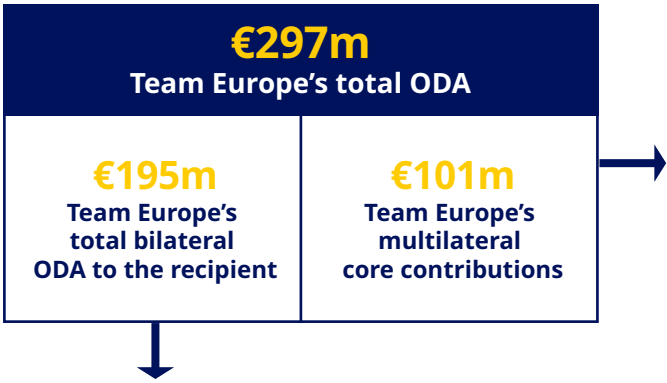 €297m
Team Europe’s total ODA
€195m
Team Europe’s
total bilateral
ODA to the recipient
€101m
Team Europe’s
multilateral
core contributions